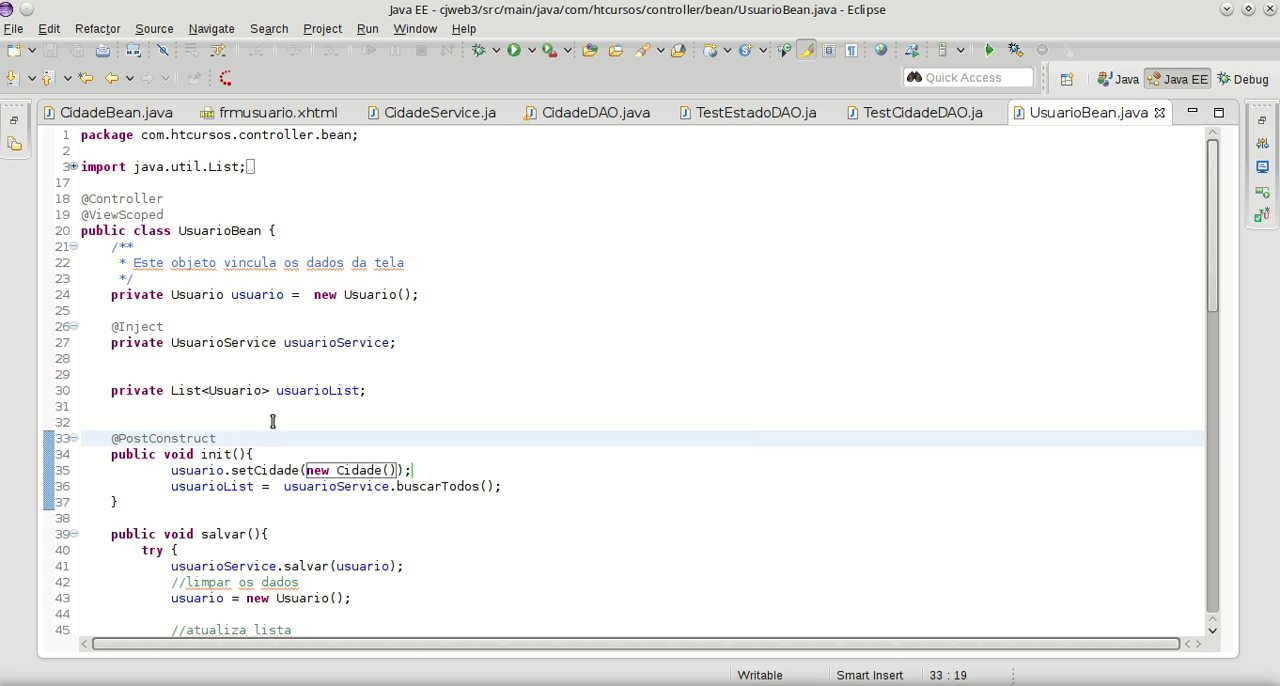 Java EE - cjweb3/src/main/java/com/htcursos/controller/bean/UsuarioBean.java - Eclipse
File Edit Refactor Source Navigate Search Project Run Window Help
Quick Access Java Java EE Debug
CidadeBean.java frmusuario.xhtml CidadeService.ja CidadeDAO.java TestEstadoDAO.ja TestCidadeDAO.ja UsuarioBean.java
1 package com.htcursos.controller.bean;
2
3 import java.util.List;
17
18 @Controller
19 @ViewScoped
20 public class UsuarioBean {
21 /**
22 * Este objeto vincula os dados da tela
23 */
24 private Usuario usuario = new Usuario();
25
26 @Inject
27 private UsuarioService usuarioService;
28
29
30 private List<Usuario> usuarioList;
31
32
33 @PostConstruct
34 public void init(){
35 usuario.setCidade(new Cidade());
36 usuarioList = usuarioService.buscarTodos();
37 }
38
39 public void salvar(){
40 try {
41 usuarioService.salvar(usuario);
42 //limpar os dados
43 usuario = new Usuario();
44
45 //atualiza lista
Writable Smart Insert 33 : 19